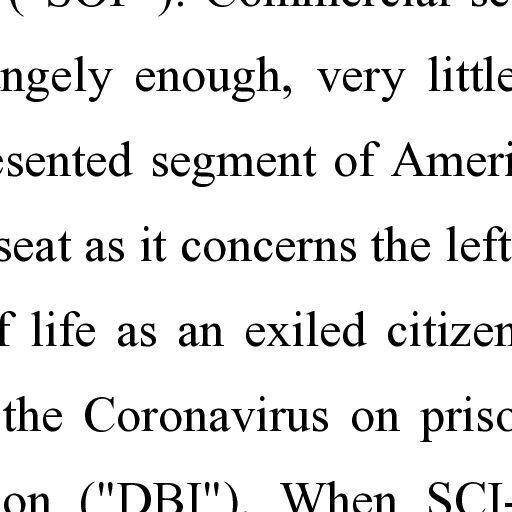 ("SCI"). Commercial se
ngely enough, very little
esented segment of Ameri
seat as it concerns the left
f life as an exiled citizen
the Coronavirus on priso
on ("DBI"). When SCI-